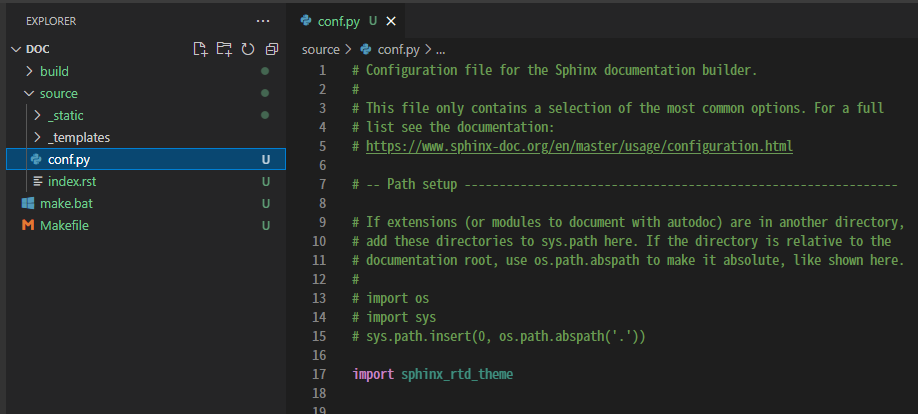 EXPLORER
DOC
build
source
_static
_templates
conf.py U
index.rst U
make.bat U
Makefile U
conf.py U
source > conf.py > ...
1 # Configuration file for the Sphinx documentation builder.
2 #
3 # This file only contains a selection of the most common options. For a full
4 # list see the documentation:
5 # https://www.sphinx-doc.org/en/master/usage/configuration.html
6
7 # -- Path setup --------------------------------------------------------------
8
9 # If extensions (or modules to document with autodoc) are in another directory,
10 # add these directories to sys.path here. If the directory is relative to the
11 # documentation root, use os.path.abspath to make it absolute, like shown here.
12 #
13 # import os
14 # import sys
15 # sys.path.insert(0, os.path.abspath('.'))
16
17 import sphinx_rtd_theme
18
19